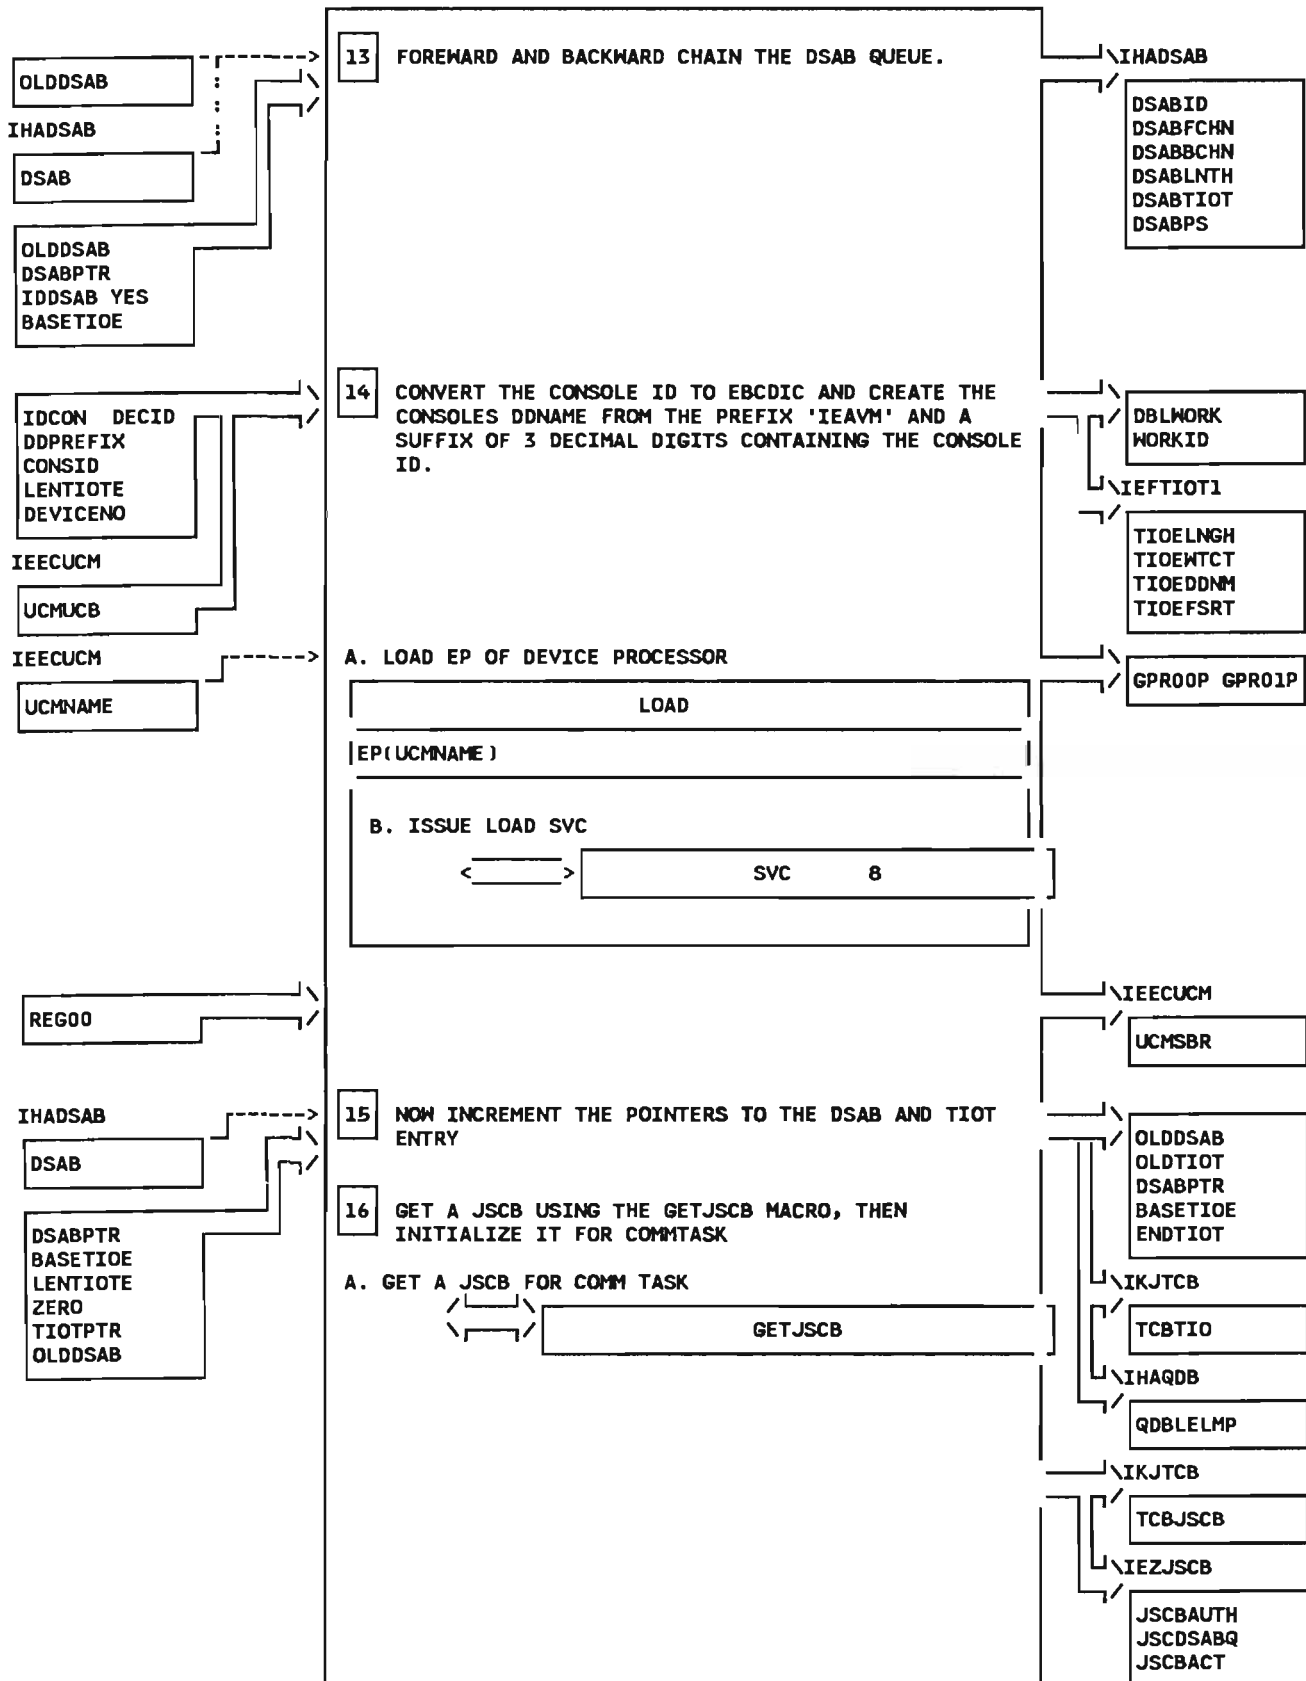 13 FOREWARD AND BACKWARD CHAIN THE DSAB QUEUE.
OLDDSAB
IHADSAB
DSAB
OLDDSAB
DSABPTR
IDDSAB YES
BASETIOE
IHADSAB
DSABID
DSABFCHN
DSABBCHN
DSABLNTH
DSABTIOT
DSABPS
14 CONVERT THE CONSOLE ID TO EBCDIC AND CREATE THE
CONSOLES DDNAME FROM THE PREFIX 'IEAVM' AND A
SUFFIX OF 3 DECIMAL DIGITS CONTAINING THE CONSOLE
ID.
IDCON DECID
DDPREFIX
CONSID
LENTIOTE
DEVICENO
IEECUCM
UCMUCB
DBLWORK
WORKID
IEFTIOT1
TIOELNGH
TIOEWTCT
TIOEDDNM
TIOEFSRT
IEECUCM
UCMNAME
A. LOAD EP OF DEVICE PROCESSOR
LOAD
EP(UCMNAME)
GPR00P GPR01P
B. ISSUE LOAD SVC
SVC 8
REG00
IEECUCM
UCMSBR
IHADSAB
DSAB
DSABPTR
BASETIOE
LENTIOTE
ZERO
TIOTPTR
OLDDSAB
15 NOW INCREMENT THE POINTERS TO THE DSAB AND TIOT
ENTRY
OLDDSAB
OLDTIOT
DSABPTR
BASETIOE
ENDTIOT
IKJTCB
TCBTIO
IHAQDB
QDBLELMP
16 GET A JSCB USING THE GETJSCB MACRO, THEN
INITIALIZE IT FOR COMMTASK
A. GET A JSCB FOR COMM TASK
GETJSCB
IKJTCB
TCBJSCB
IEZJSCB
JSCBAUTH
JSCDSABQ
JSCBACT